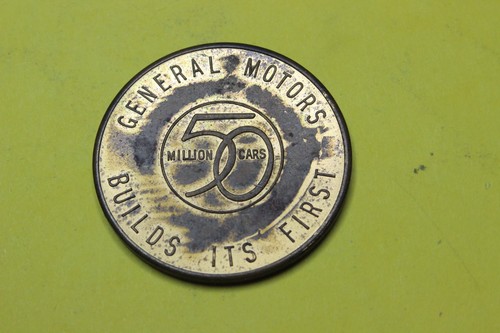 GENERAL MOTORS
50
MILLION CARS
BUILDS ITS FIRST